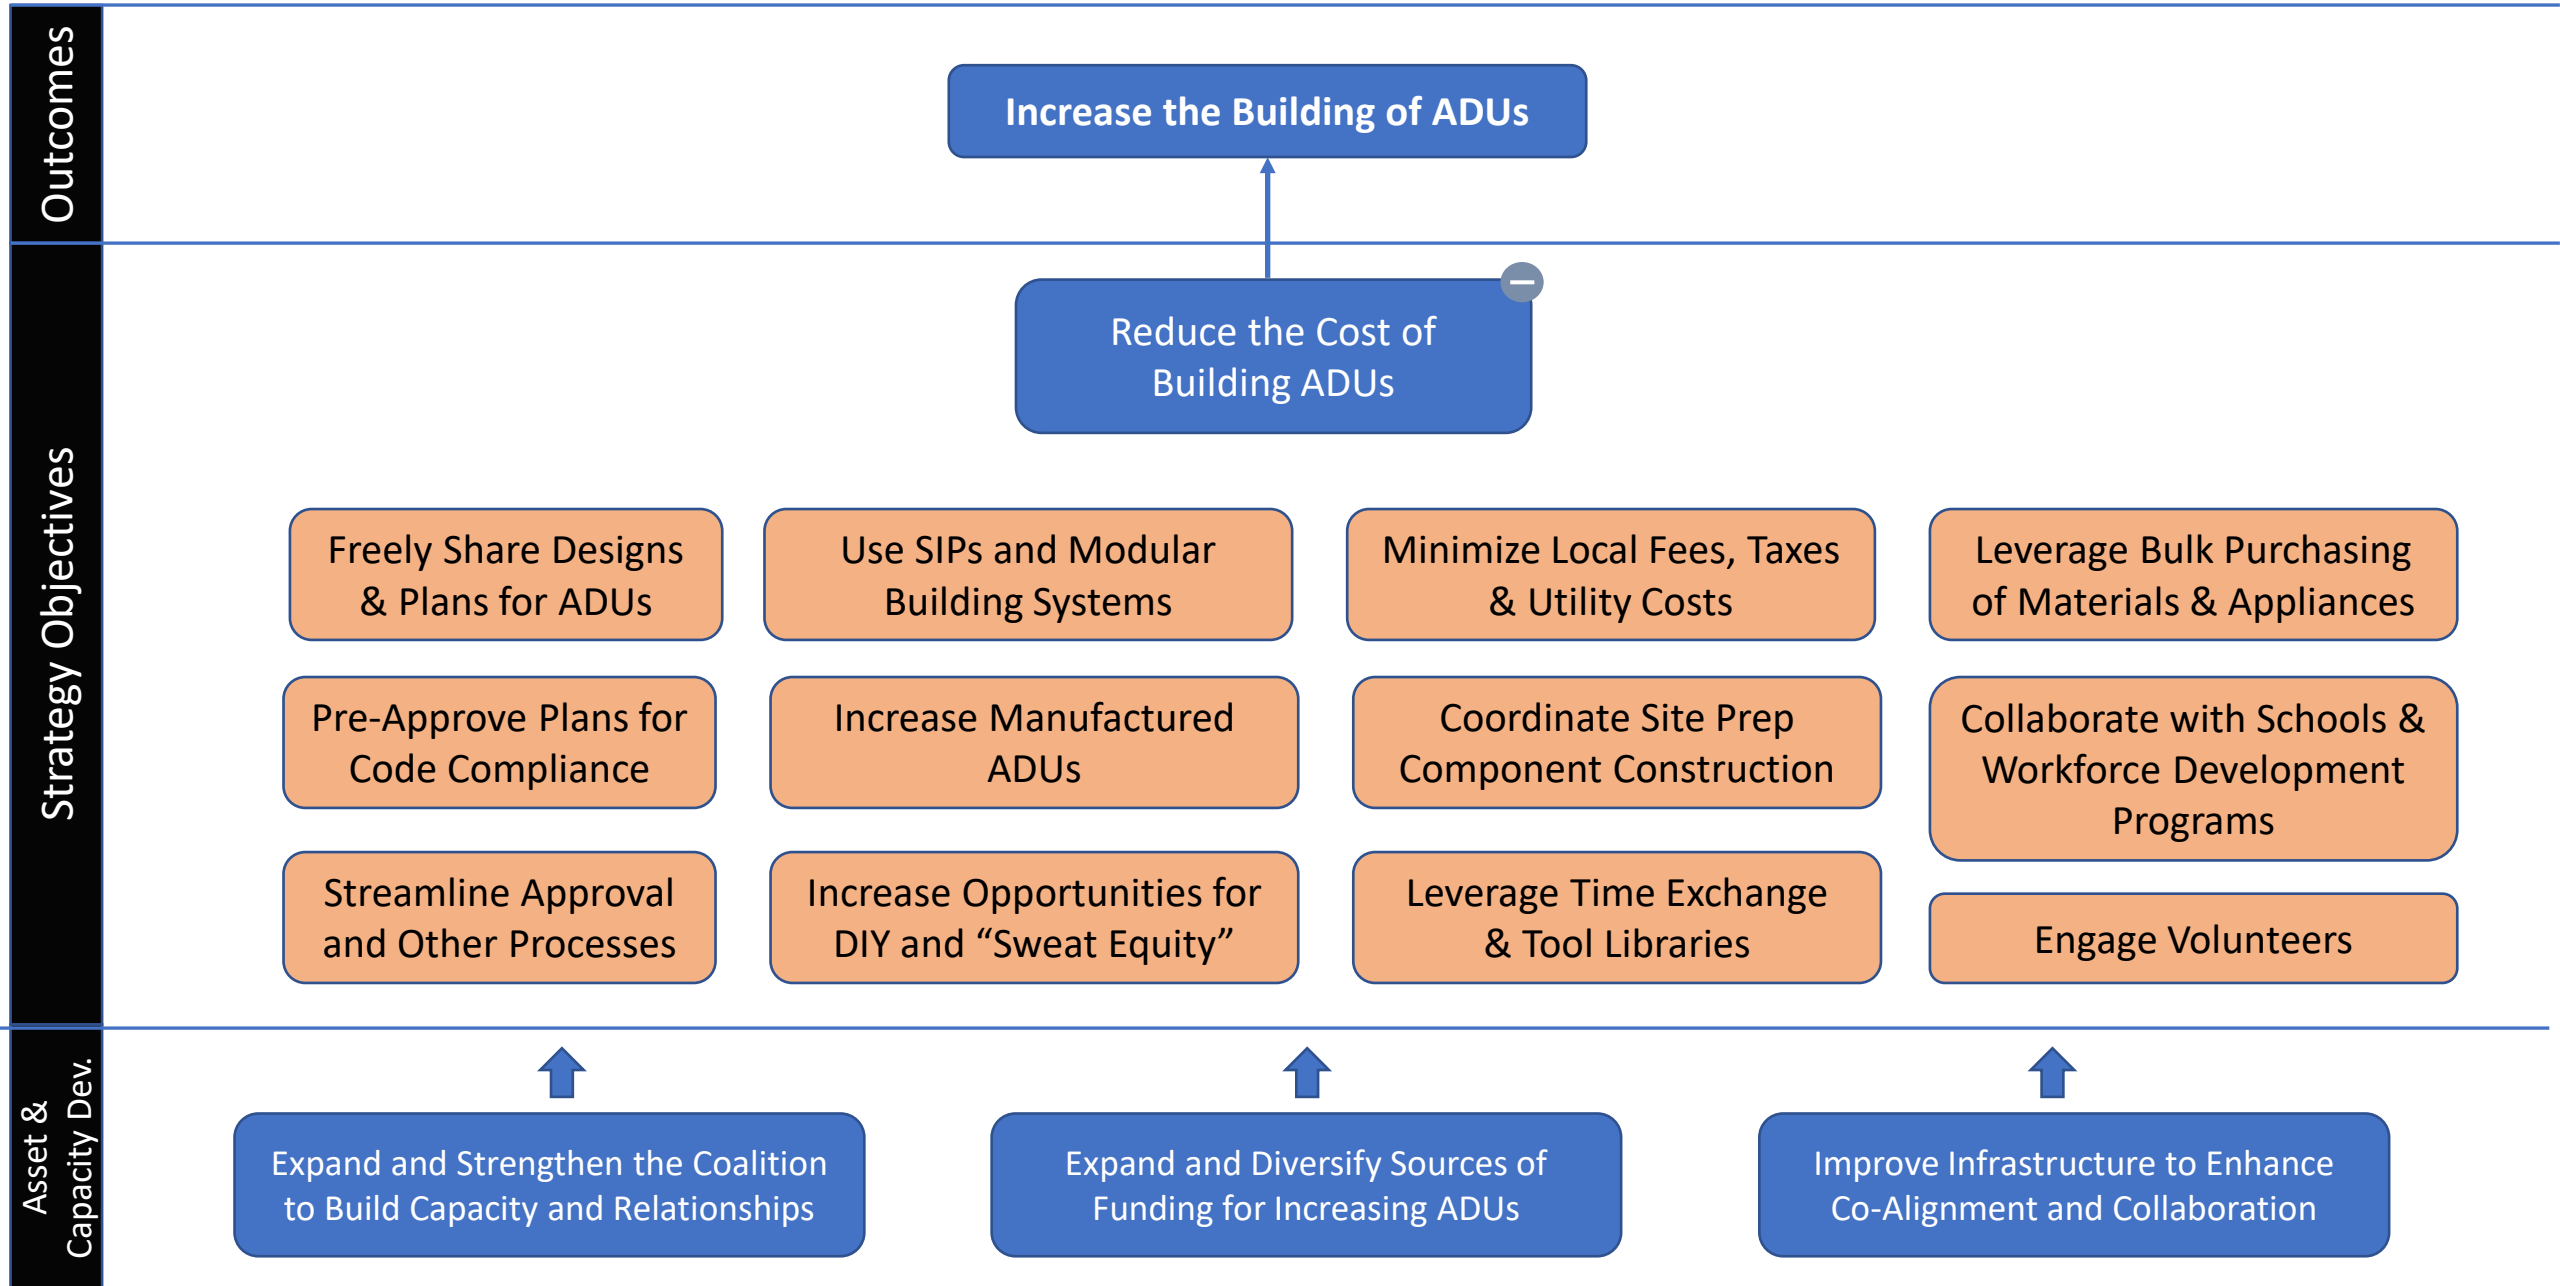 Outcomes
Increase the Building of ADUs
Strategy Objectives
Reduce the Cost of
Building ADUs
Freely Share Designs
& Plans for ADUs
Use SIPs and Modular
Building Systems
Minimize Local Fees, Taxes
& Utility Costs
Leverage Bulk Purchasing
of Materials & Appliances
Pre-Approve Plans for
Code Compliance
Increase Manufactured
ADUs
Coordinate Site Prep
Component Construction
Collaborate with Schools &
Workforce Development
Programs
Streamline Approval
and Other Processes
Increase Opportunities for
DIY and “Sweat Equity”
Leverage Time Exchange
& Tool Libraries
Engage Volunteers
Asset &
Capacity Dev.
Expand and Strengthen the Coalition
to Build Capacity and Relationships
Expand and Diversify Sources of
Funding for Increasing ADUs
Improve Infrastructure to Enhance
Co-Alignment and Collaboration